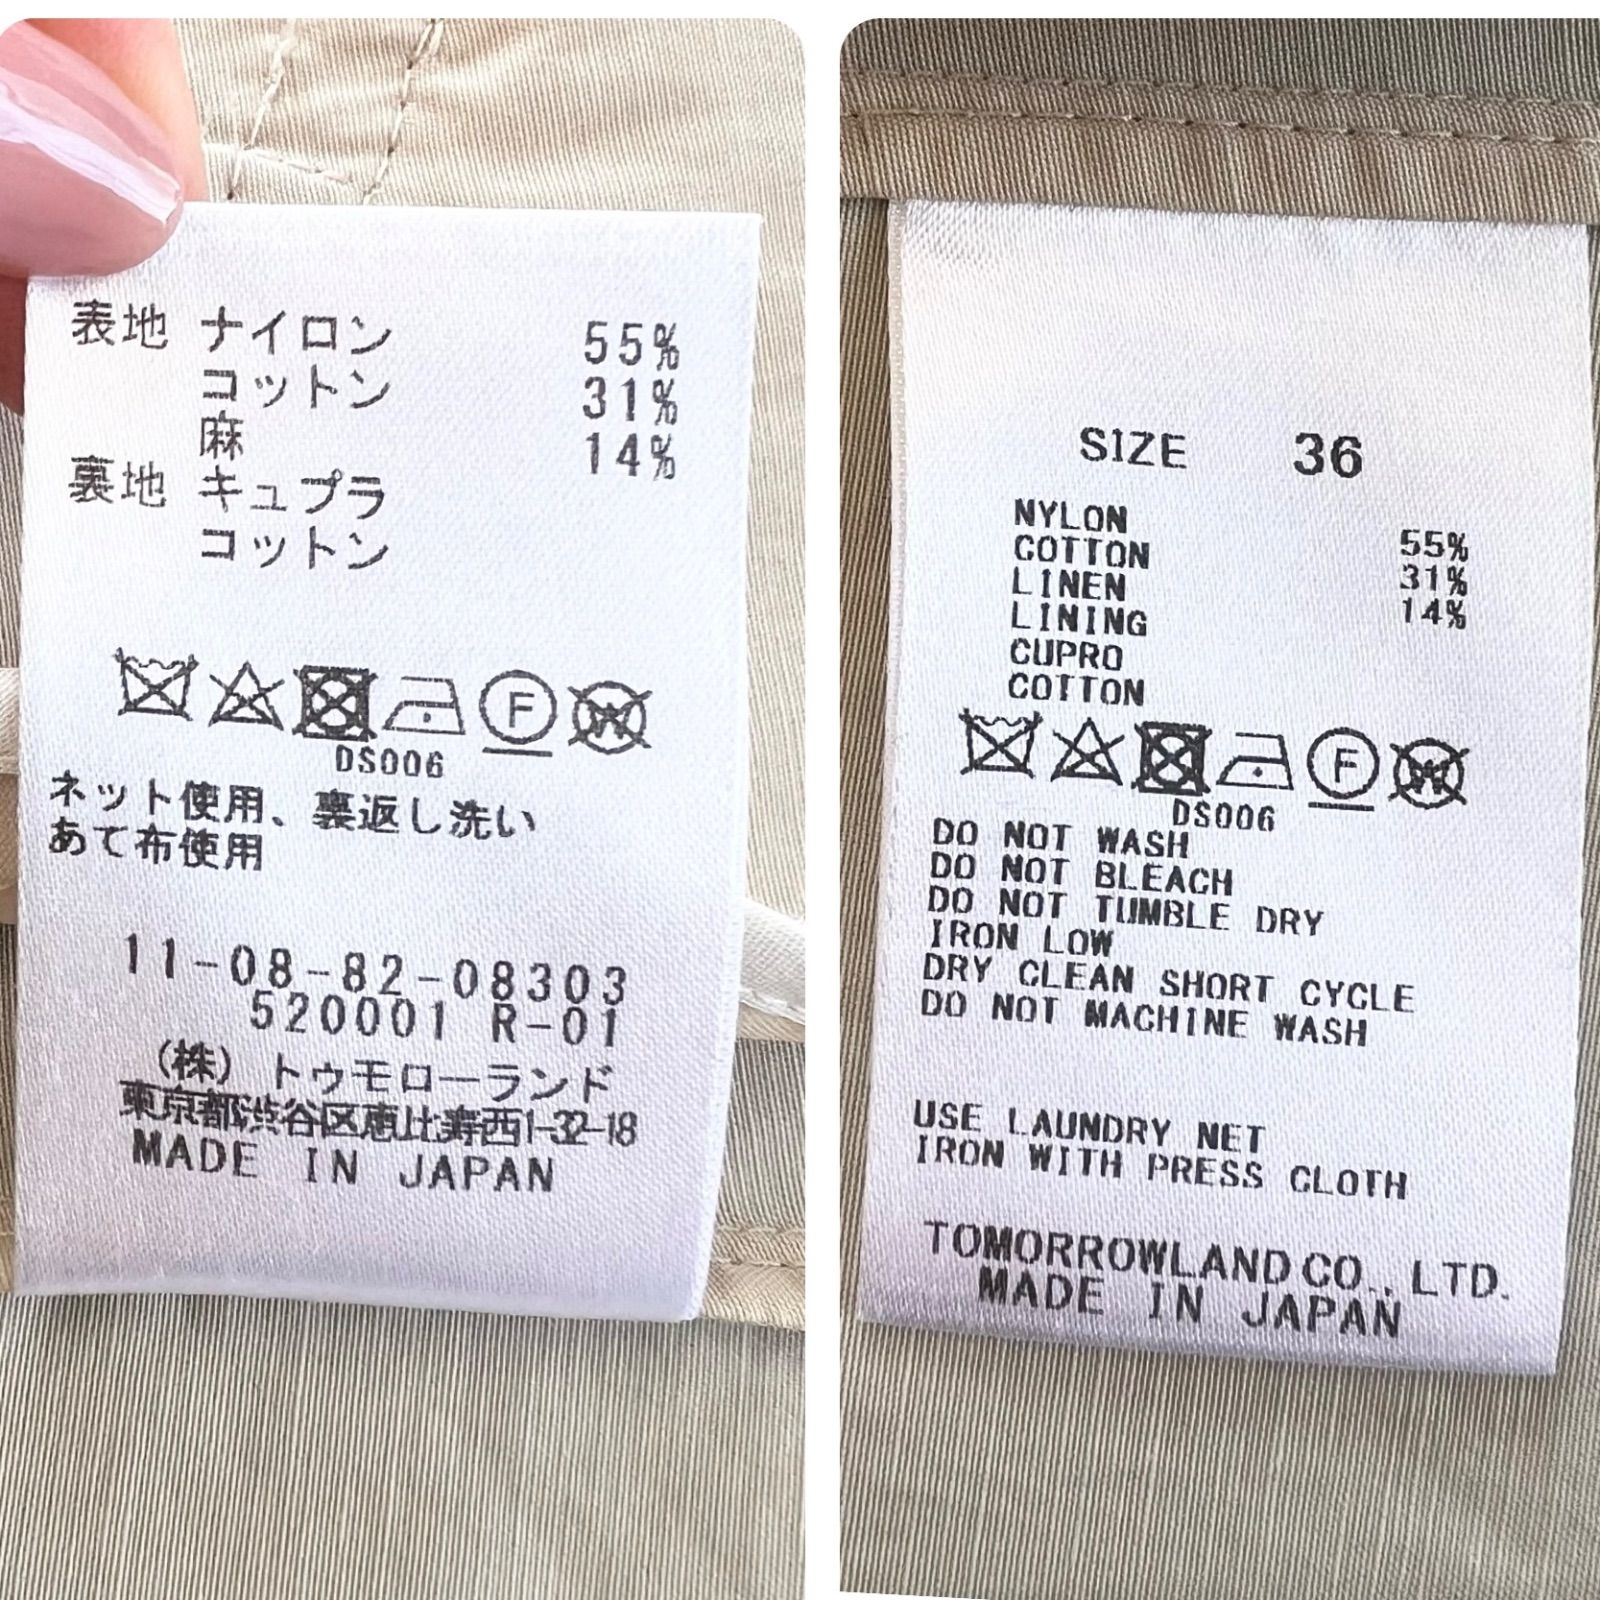 表地 ナイロン 55%
コットン 31%
麻 14%
裏地 キュプラ
コットン
F W
DS006
ネット使用、裏返し洗い
あて布使用
11-08-82-08303
520001 R-01
(株) トゥモローランド
東京都渋谷区恵比寿西1-32-18
MADE IN JAPAN
SIZE 36
NYLON 55%
COTTON 31%
LINEN 14%
LINING
CUPRO
COTTON
F W
DS006
DO NOT WASH
DO NOT BLEACH
DO NOT TUMBLE DRY
IRON LOW
DRY CLEAN SHORT CYCLE
DO NOT MACHINE WASH
USE LAUNDRY NET
IRON WITH PRESS CLOTH
TOMORROWLAND CO., LTD.
MADE IN JAPAN